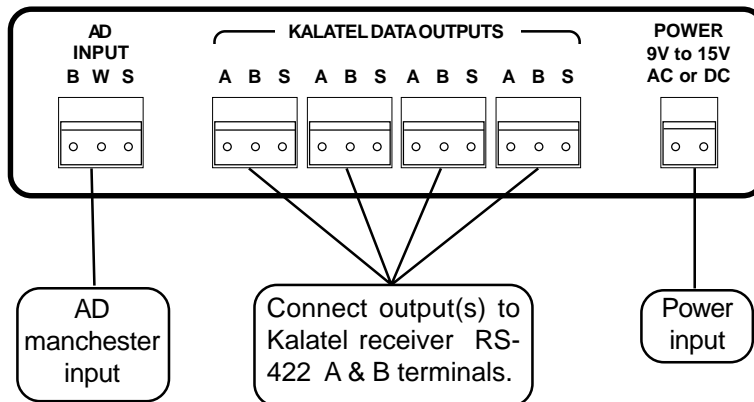 AD
INPUT
B W S
KALATEL DATA OUTPUTS
A B S A B S A B S A B S
POWER
9V to 15V
AC or DC
AD
manchester
input
Connect output(s) to
Kalatel receiver RS-
422 A & B terminals.
Power
input